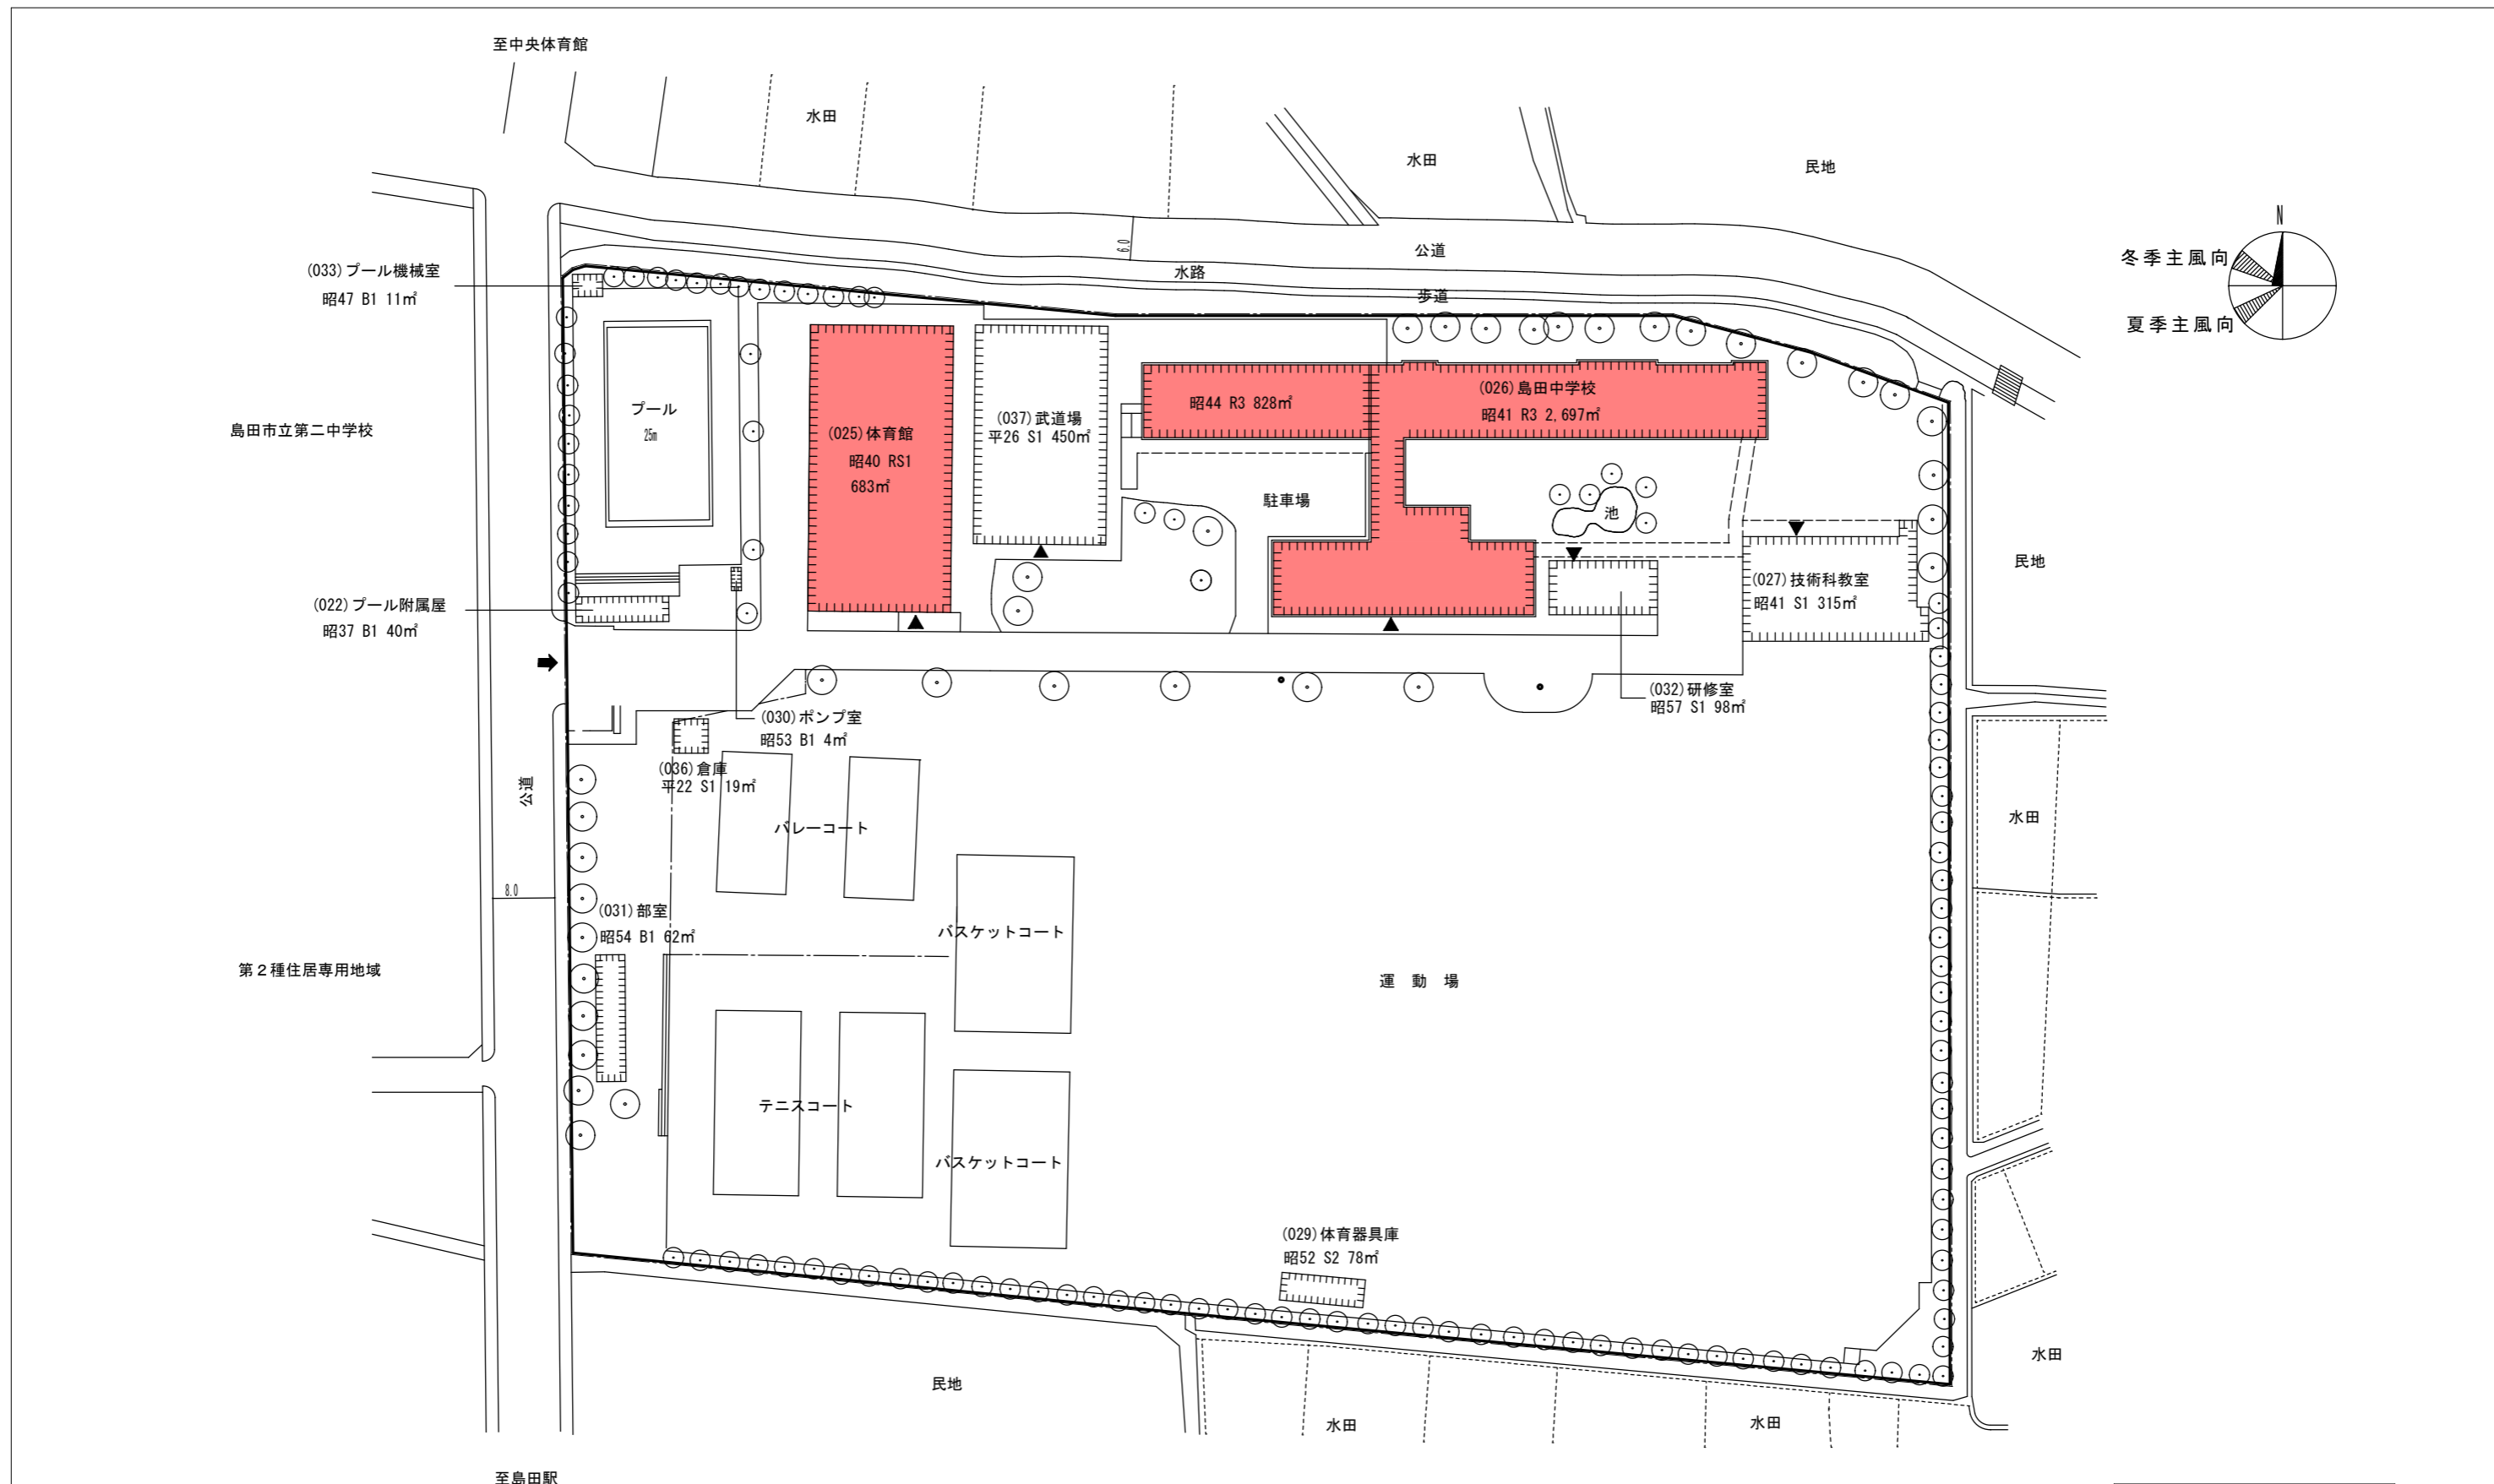 至中央体育館
水田
水田
民地
N
冬季主風向
夏季主風向
6.0
公道
水路
歩道
(033)プール機械室
昭47 B1 11㎡
島田市立第二中学校
プール
25m
(025)体育館
昭40 RS1
683㎡
(037)武道場
平26 S1 450㎡
昭44 R3 828㎡
(026)島田中学校
昭41 R3 2,697㎡
駐車場
池
民地
(027)技術科教室
昭41 S1 315㎡
(022)プール附属屋
昭37 B1 40㎡
(032)研修室
昭57 S1 98㎡
(030)ポンプ室
昭53 B1 4㎡
(036)倉庫
平22 S1 19㎡
公道
バレーコート
水田
8.0
(031)部室
昭54 B1 62㎡
バスケットコート
第2種住居専用地域
運動場
テニスコート
バスケットコート
(029)体育器具庫
昭52 S2 78㎡
水田
民地
水田
水田
至島田駅